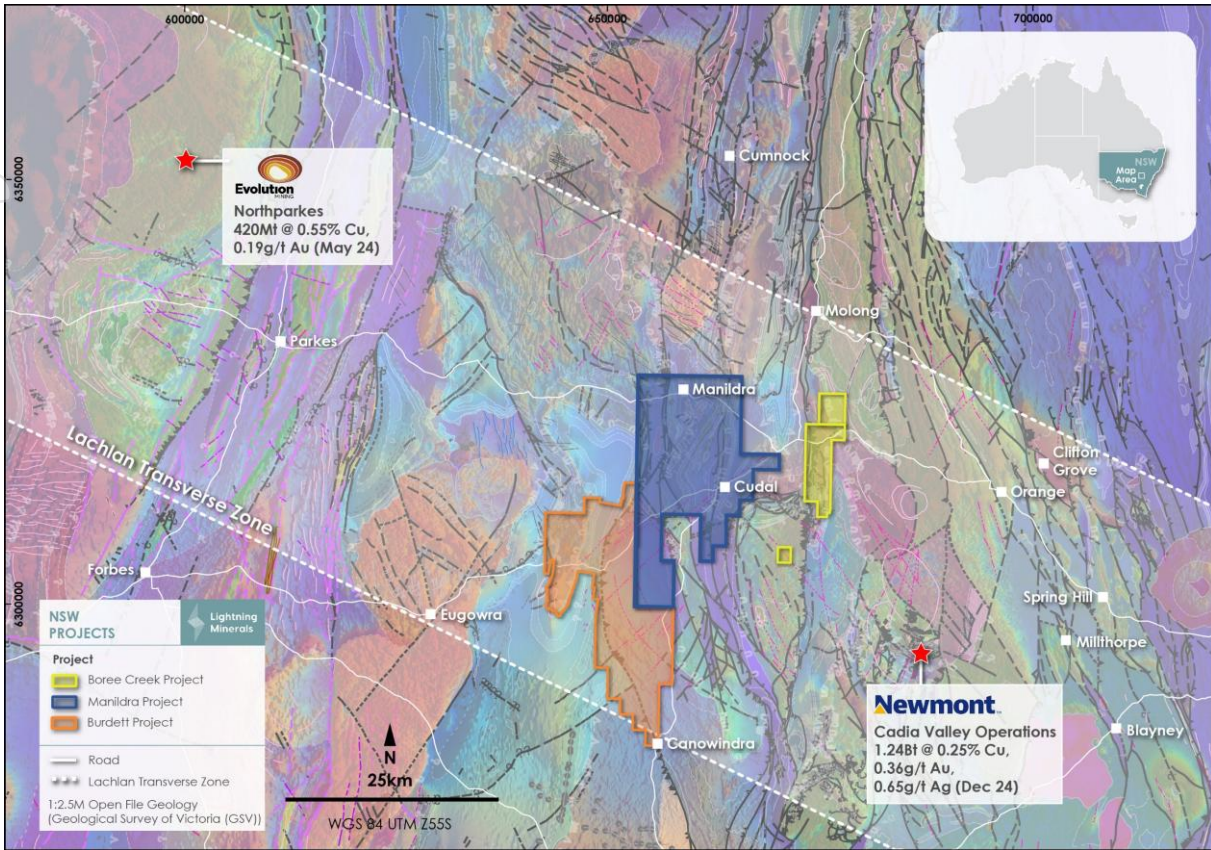 600000
650000
700000
6350000
6300000
NSW
Map
Area
Evolution
MINING
Northparkes
420Mt @ 0.55% Cu,
0.19g/t Au (May 24)
Cumnock
Molong
Parkes
Manildra
Clifton
Grove
Cudal
Orange
Lachlan Transverse Zone
Forbes
Eugowra
Spring Hill
Millthorpe
Blayney
Canowindra
NSW
PROJECTS
Lightning
Minerals
Project
Boree Creek Project
Manildra Project
Burdett Project
Road
Lachlan Transverse Zone
1:2.5M Open File Geology
(Geological Survey of Victoria (GSV))
N
25km
WGS 84 UTM Z55S
Newmont
Cadia Valley Operations
1.24Bt @ 0.25% Cu,
0.36g/t Au,
0.65g/t Ag (Dec 24)